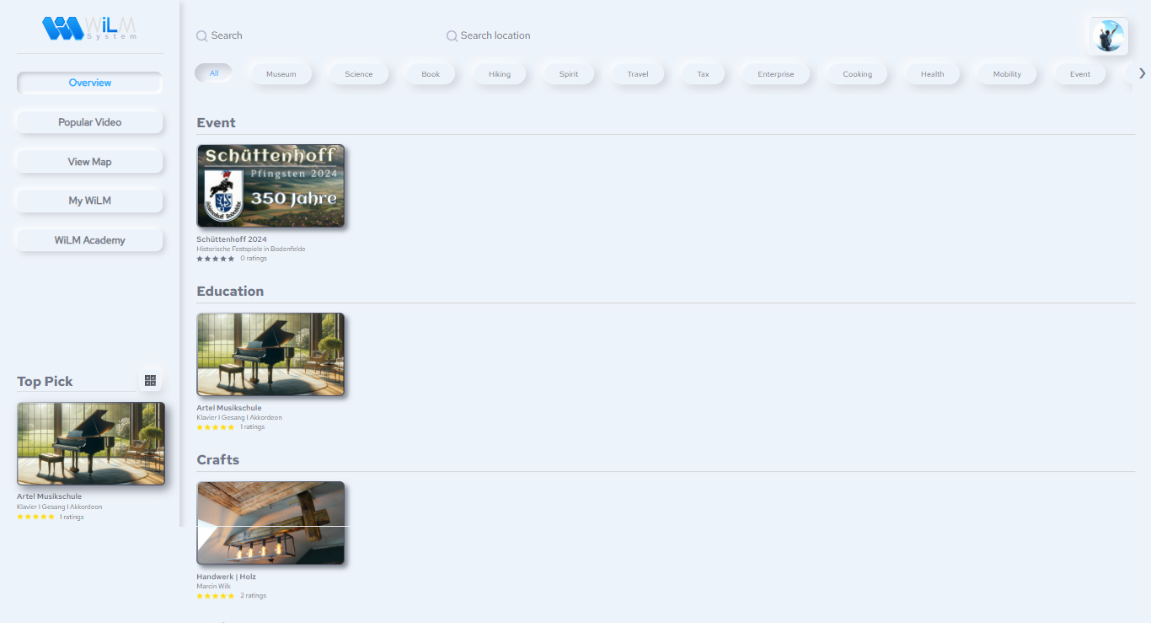 WiLM
System
Overview
Popular Video
View Map
My WiLM
WiLM Academy
Top Pick
Artel Musikschule
Klavier I Gesang I Akkordeon
1 ratings
Search
Search location
All
Museum
Science
Book
Hiking
Spirit
Travel
Tax
Enterprise
Cooking
Health
Mobility
Event
Event
Schüttenhoff
Pfingsten 2024
350 Jahre
Schüttenhoff 2024
Historische Festspiele in Bodenfelde
0 ratings
Education
Artel Musikschule
Klavier I Gesang I Akkordeon
1 ratings
Crafts
Handwerk | Holz
Marcin Wilk
2 ratings